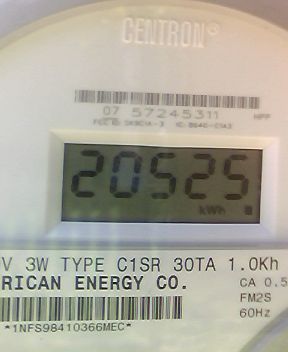 CENTRON®
07 57245311
20525
kWh
V 3W TYPE C1SR 30TA 1.0Kh
RICAN ENERGY CO.
CA 0.5
FM2S
60Hz
*1NFS98410366MEC*